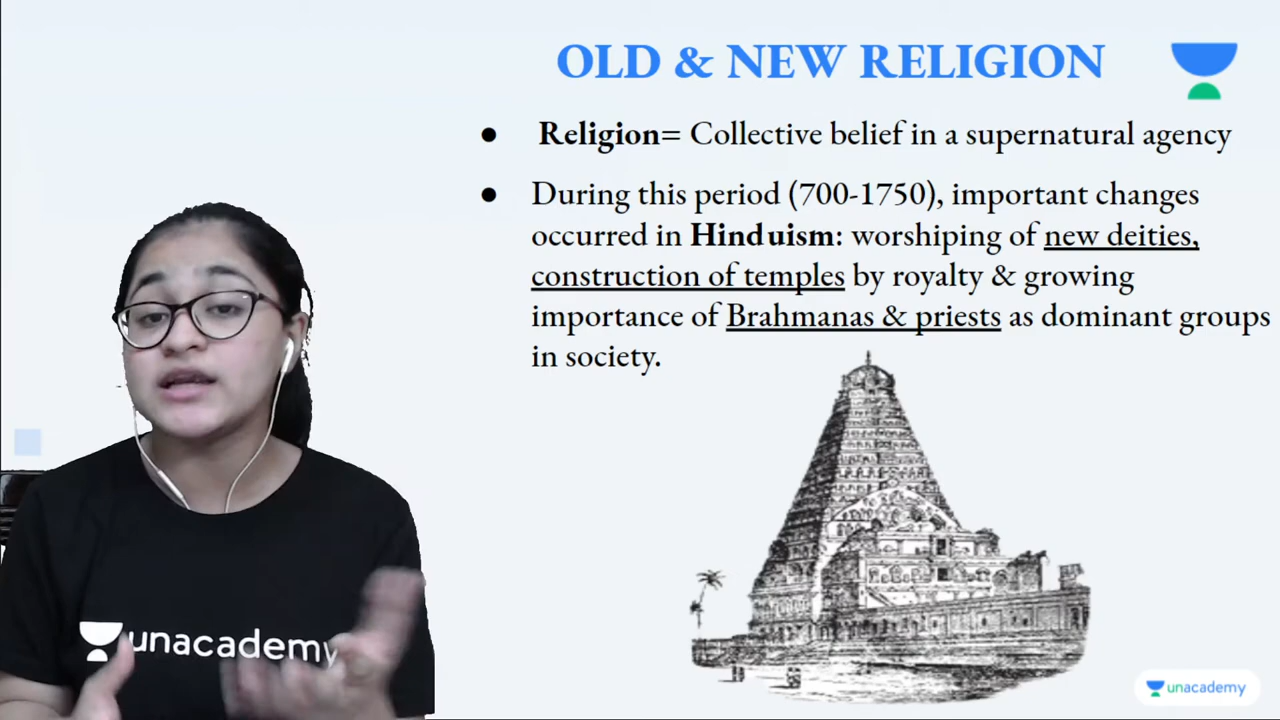 OLD & NEW RELIGION
● Religion= Collective belief in a supernatural agency
● During this period (700-1750), important changes
occurred in Hinduism: worshiping of new deities,
construction of temples by royalty & growing
importance of Brahmanas & priests as dominant groups
in society.
unacademy
unacademy